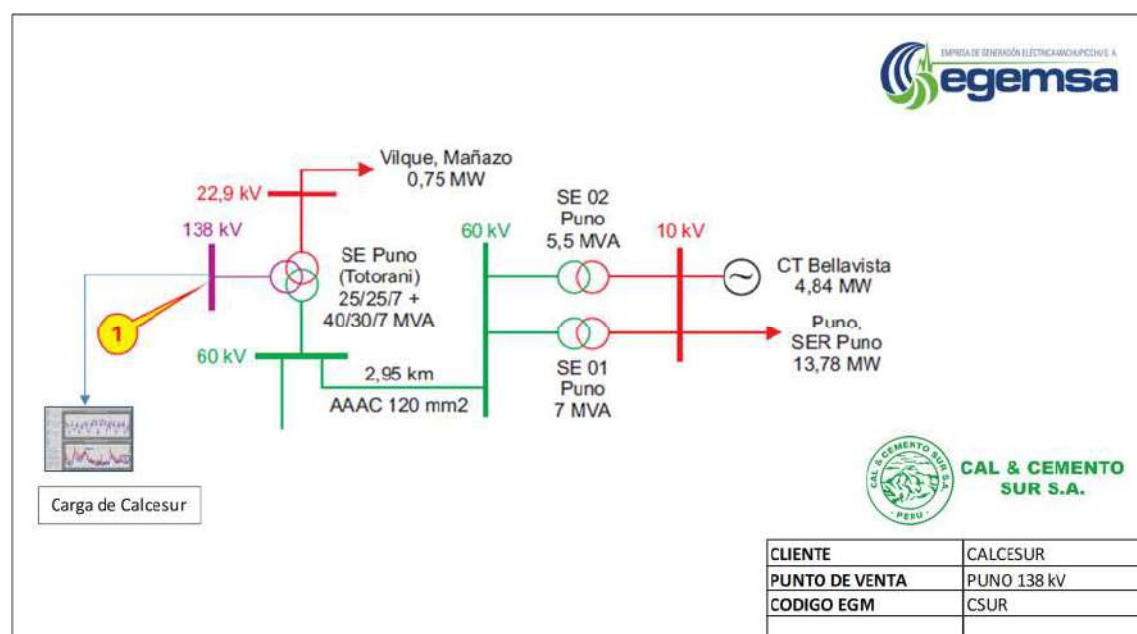 EMPRESA DE GENERACIÓN ELÉCTRICA MACHUPICCHU S. A.
egemsa
Vilque, Mañazo
0,75 MW
22,9 kV
138 kV
SE Puno
(Totorani)
25/25/7 +
40/30/7 MVA
1
60 kV
2,95 km
AAAC 120 mm2
60 kV
SE 02
Puno
5,5 MVA
10 kV
CT Bellavista
4,84 MW
Puno,
SER Puno
13,78 MW
SE 01
Puno
7 MVA
Carga de Calcesur
CAL & CEMENTO SUR S.A.
- PERU -
CAL & CEMENTO
SUR S.A.
CLIENTE CALCESUR
PUNTO DE VENTA PUNO 138 kV
CODIGO EGM CSUR